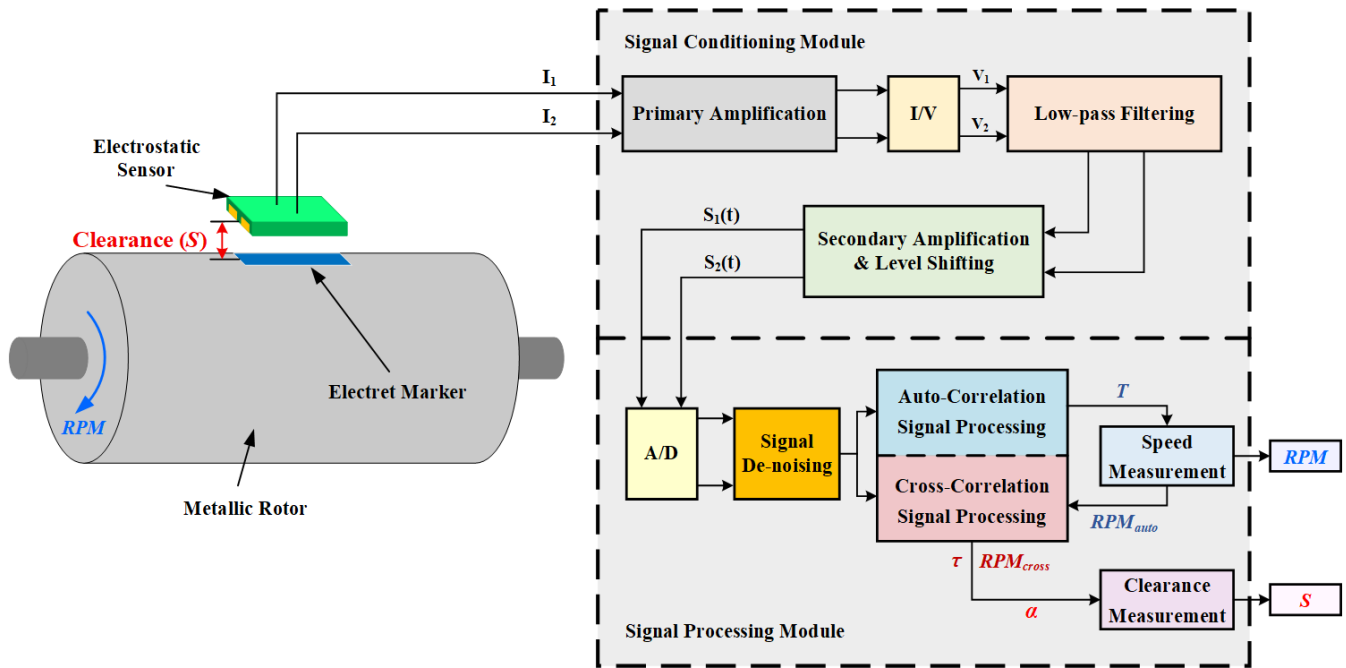 Signal Conditioning Module
I₁
I₂
Primary Amplification
I/V
V₁
V₂
Low-pass Filtering
Electrostatic
Sensor
Clearance (S)
S₁(t)
S₂(t)
Secondary Amplification
& Level Shifting
RPM
Electret Marker
Metallic Rotor
A/D
Signal
De-noising
Auto-Correlation
Signal Processing
Cross-Correlation
Signal Processing
T
Speed
Measurement
RPM
RPMauto
τ RPMcross
α
Clearance
Measurement
S
Signal Processing Module